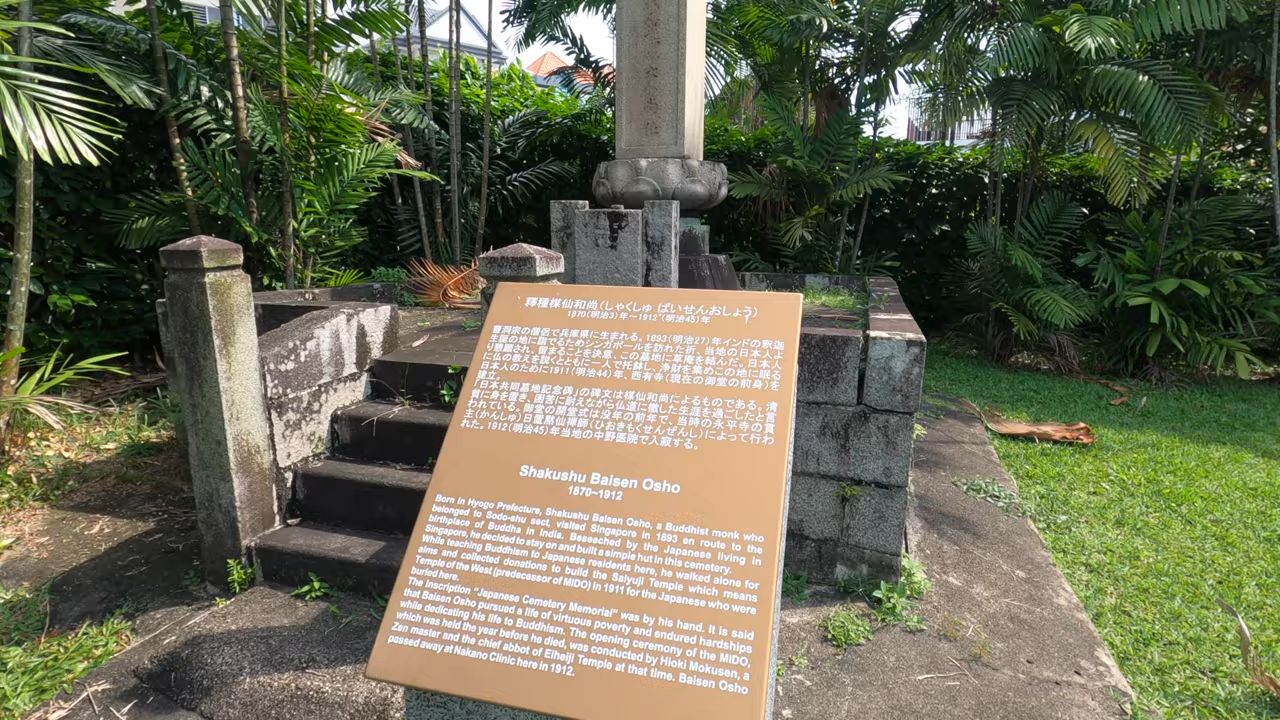 釋種楳仙和尚(しゃくしゅ ばいせんおしょう)
1870(明治3)年～1912(明治45)年
曹洞宗の僧侶で兵庫県に生まれる。1893(明治27)年インドの釈迦
生誕の地に詣でるためシンガポールを訪れた折、当地の日本人よ
り懇願され、留まることを決意、この墓地に草庵を結んだ。日本人
に仏の教えを説くとともに一人で托鉢し、浄財を集めこの地に眠る
日本人のために1911(明治44)年、西有寺(現在の御堂の前身)を
建立。
「日本共同墓地記念碑」の碑文は楳仙和尚によるものである。清
貧に身を置き、困苦に耐えながら仏道に徹した生涯を過ごしたと言
われている。御堂の開堂式は没年の前年で、当時の永平寺の貫
主(かんしゅ)日置黙仙禅師(ひおきもくせんぜんし)によって行わ
れた。1912(明治45)年当地の中野医院で入寂する。
Shakushu Baisen Osho
1870~1912
Born in Hyogo Prefecture, Shakushu Baisen Osho, a Buddhist monk who
belonged to Sodo-shu sect, visited Singapore in 1893 en route to the
birthplace of Buddha in India. Beseeched by the Japanese living in
Singapore, he decided to stay on and built a simple hut in this cemetery.
While teaching Buddhism to Japanese residents here, he walked alone for
alms and collected donations to build the Saiyuji Temple which means
Temple of the West (predecessor of MIDO) in 1911 for the Japanese who were
buried here.
The inscription "Japanese Cemetery Memorial" was by his hand. It is said
that Baisen Osho pursued a life of virtuous poverty and endured hardships
while dedicating his life to Buddhism. The opening ceremony of the MIDO,
which was held the year before he died, was conducted by Hioki Mokusen, a
Zen master and the chief abbot of Eiheiji Temple at that time. Baisen Osho
passed away at Nakano Clinic here in 1912.